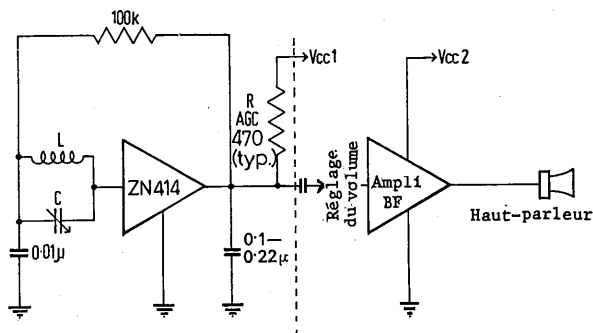 100k
Vcc1
Vcc2
R
AGC
470
(typ.)
L
C
ZN414
Réglage
du volume
Ampli
BF
Haut-parleur
0·01µ
0·1—
0·22µ